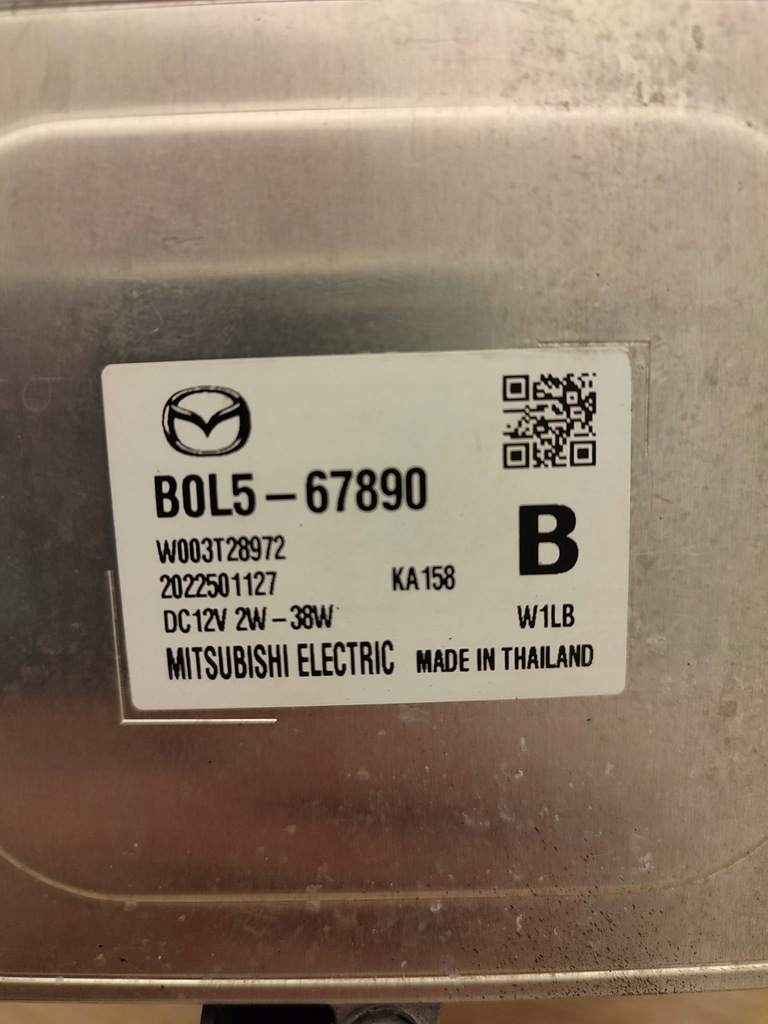 B0L5-67890
B
W003T28972
2022501127 KA158
DC12V 2W-38W W1LB
MITSUBISHI ELECTRIC MADE IN THAILAND